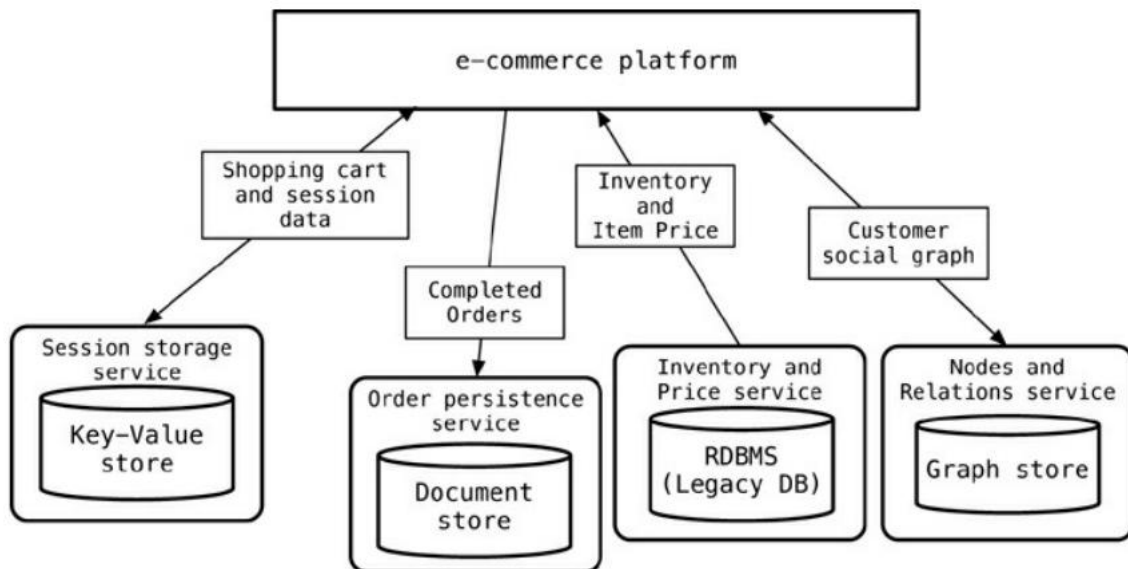 e-commerce platform
Shopping cart
and session
data
Inventory
and
Item Price
Customer
social graph
Completed
Orders
Session storage
service
Key-Value
store
Order persistence
service
Document
store
Inventory and
Price service
RDBMS
(Legacy DB)
Nodes and
Relations service
Graph store